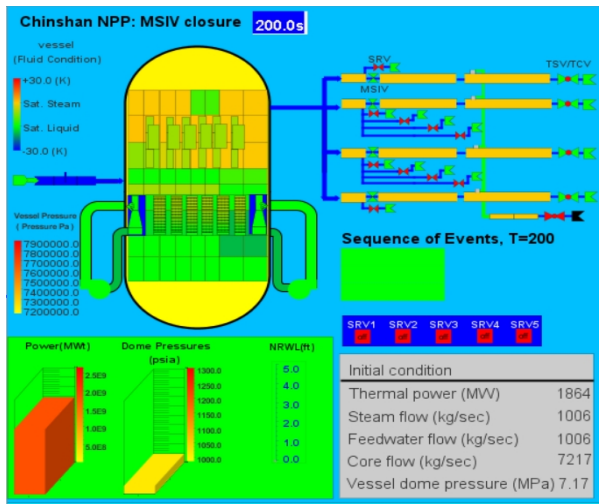 Chinshan NPP: MSIV closure 200.0s
vessel
(Fluid Condition)
+30.0 (K)
Sat. Steam
Sat. Liquid
-30.0 (K)
SRV
TSV/TCV
MSIV
Vessel Pressure
( Pressure Pa )
7900000.0
7800000.0
7700000.0
7600000.0
7500000.0
7400000.0
7300000.0
7200000.0
Sequence of Events, T=200
SRV1 SRV2 SRV3 SRV4 SRV5
off off off off off
Power(MWt)
2.5E9
2.0E9
1.5E9
1.0E9
5.0E8
Dome Pressures
(psia)
1300.0
1250.0
1200.0
1150.0
1100.0
1050.0
1000.0
NRWL(ft)
5.0
4.0
3.0
2.0
1.0
0.0
Initial condition
Thermal power (MW) 1864
Steam flow (kg/sec) 1006
Feedwater flow (kg/sec) 1006
Core flow (kg/sec) 7217
Vessel dome pressure (MPa) 7.17